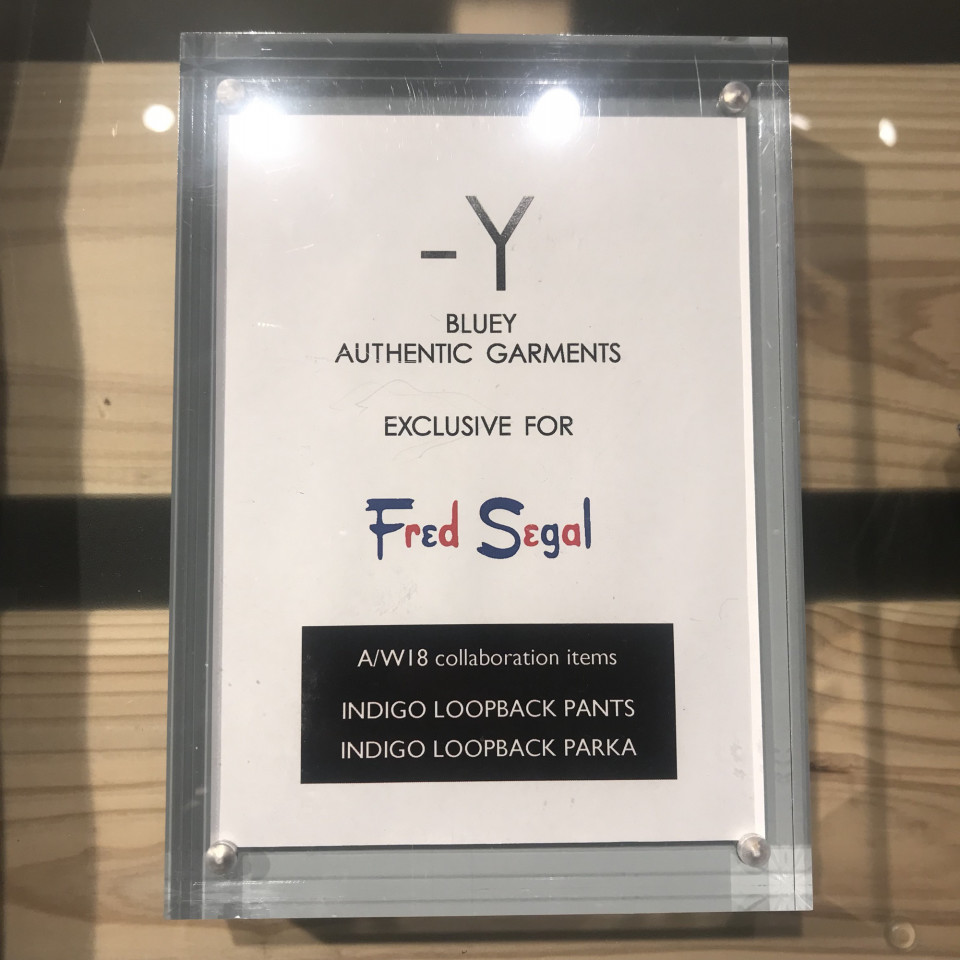 -Y
BLUEY
AUTHENTIC GARMENTS
EXCLUSIVE FOR
Fred Segal
A/W18 collaboration items
INDIGO LOOPBACK PANTS
INDIGO LOOPBACK PARKA